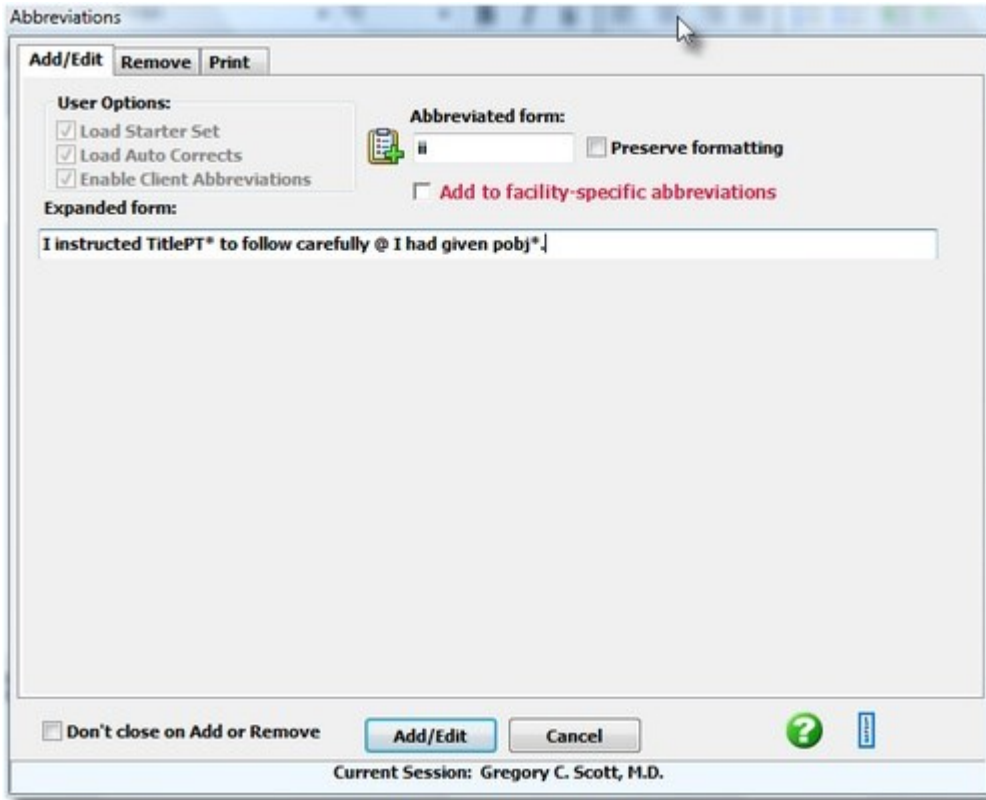 Abbreviations
Add/Edit Remove Print
User Options:
Load Starter Set
Load Auto Corrects
Enable Client Abbreviations
Abbreviated form:
ii
Preserve formatting
Add to facility-specific abbreviations
Expanded form:
I instructed TitlePT* to follow carefully @ I had given pobj*.
Don't close on Add or Remove
Add/Edit Cancel
?
Current Session: Gregory C. Scott, M.D.